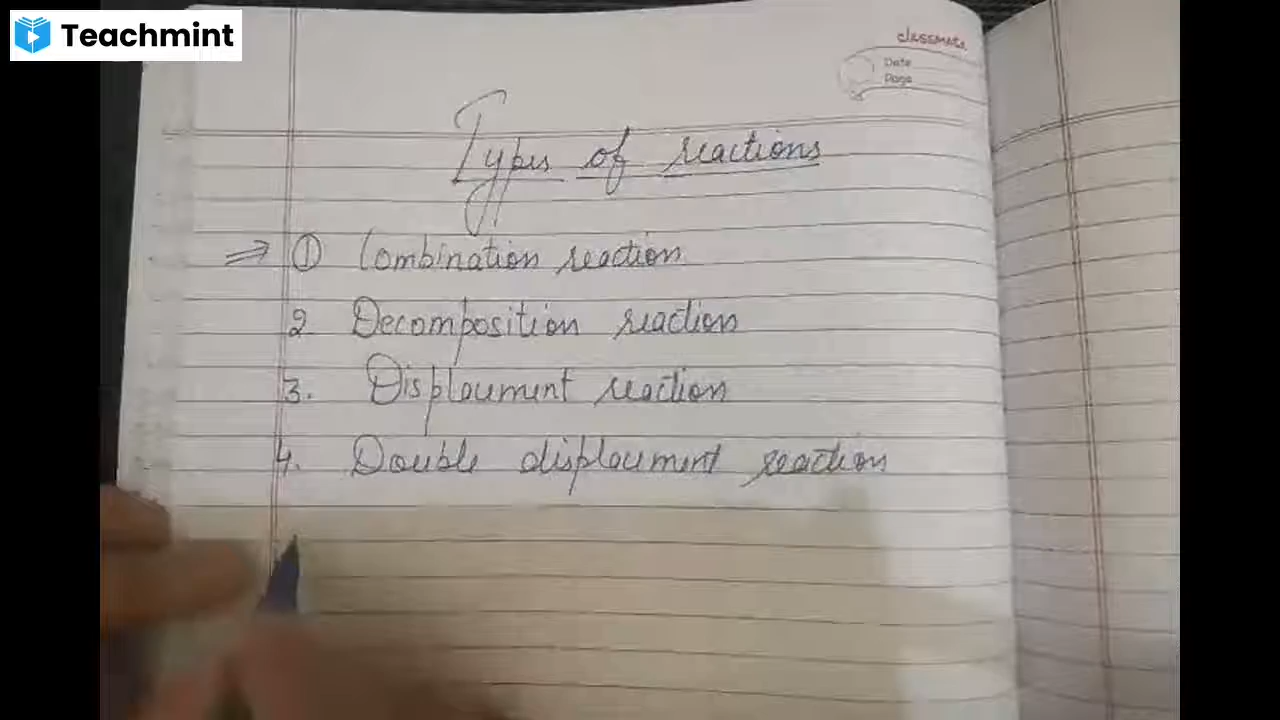 Teachmint
classmate
Date
Page
Types of reactions
⇒ ① Combination reaction
2. Decomposition reaction
3. Displacement reaction
4. Double displacement reaction